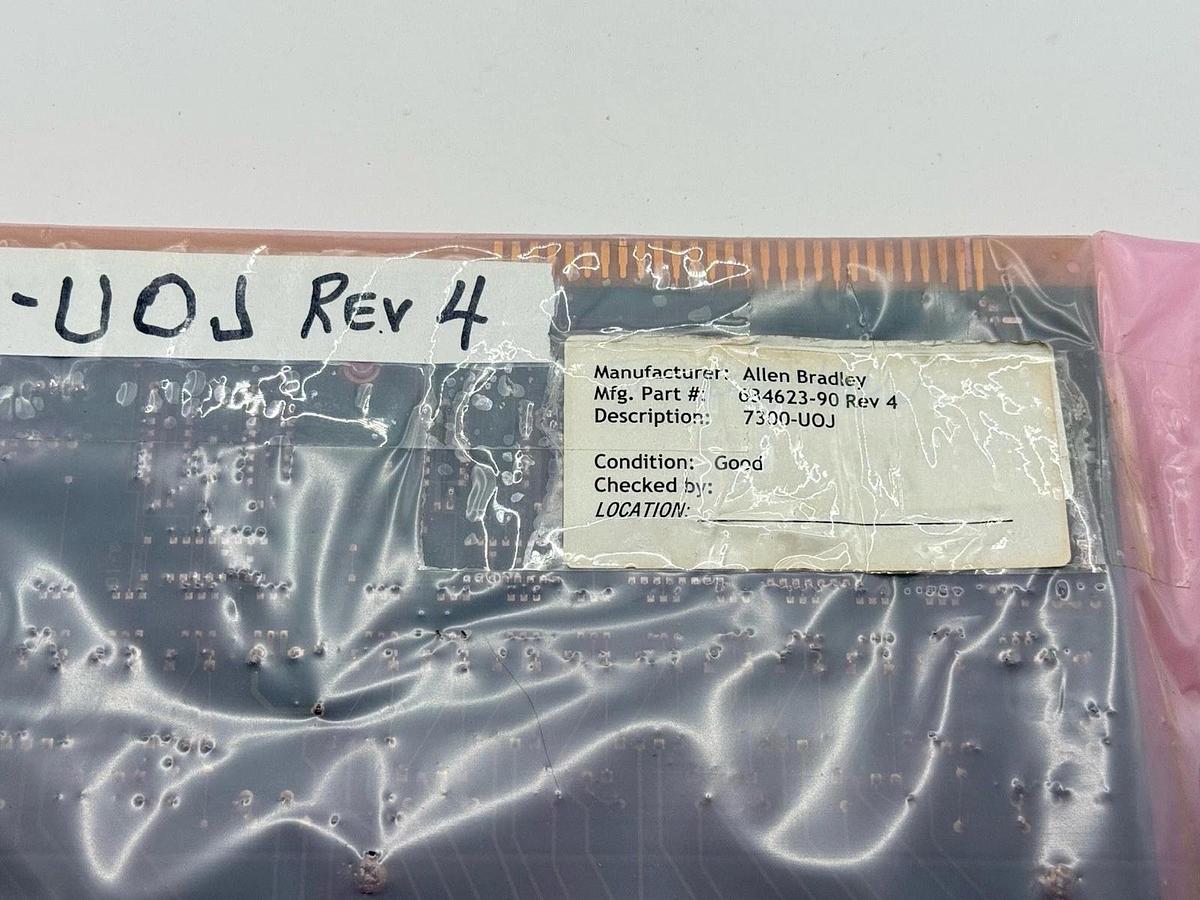 -UOJ REV 4
Manufacturer: Allen Bradley
Mfg. Part #: 634623-90 Rev 4
Description: 7300-UOJ
Condition: Good
Checked by:
LOCATION: